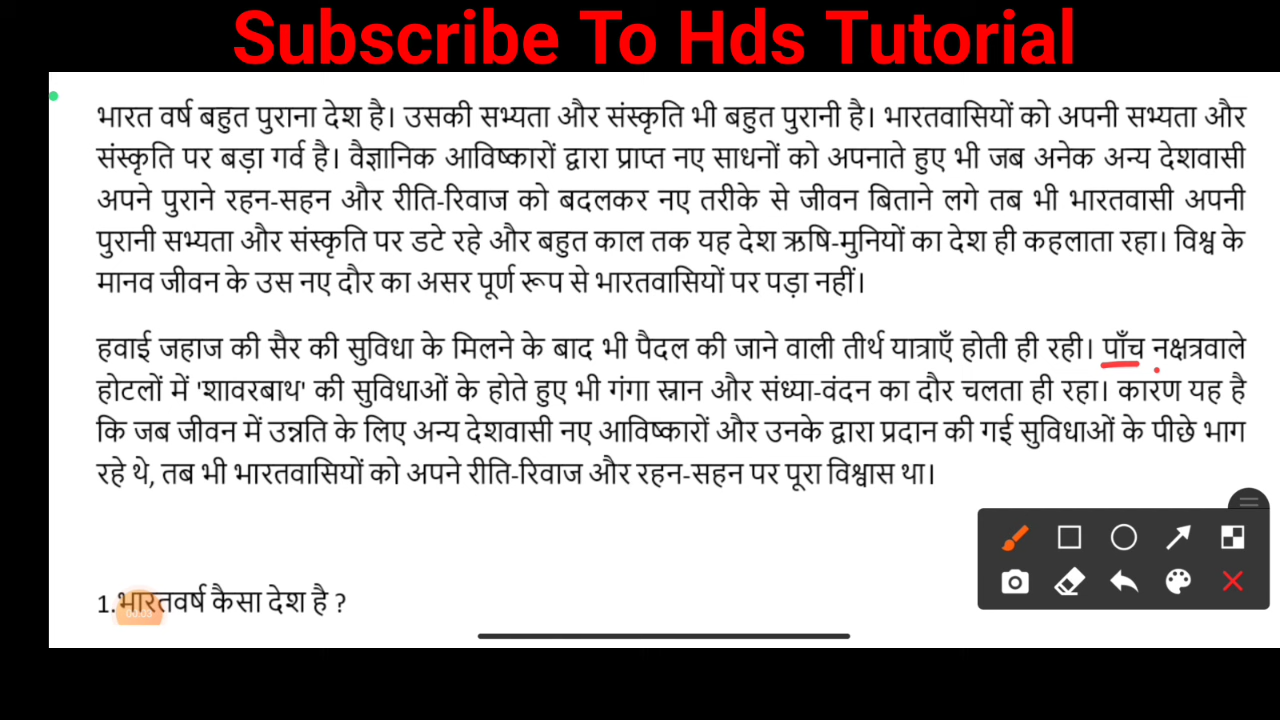 Subscribe To Hds Tutorial
भारत वर्ष बहुत पुराना देश है। उसकी सभ्यता और संस्कृति भी बहुत पुरानी है। भारतवासियों को अपनी सभ्यता और
संस्कृति पर बड़ा गर्व है। वैज्ञानिक आविष्कारों द्वारा प्राप्त नए साधनों को अपनाते हुए भी जब अनेक अन्य देशवासी
अपने पुराने रहन-सहन और रीति-रिवाज को बदलकर नए तरीके से जीवन बिताने लगे तब भी भारतवासी अपनी
पुरानी सभ्यता और संस्कृति पर डटे रहे और बहुत काल तक यह देश ऋषि-मुनियों का देश ही कहलाता रहा। विश्व के
मानव जीवन के उस नए दौर का असर पूर्ण रूप से भारतवासियों पर पड़ा नहीं।
हवाई जहाज की सैर की सुविधा के मिलने के बाद भी पैदल की जाने वाली तीर्थ यात्राएँ होती ही रही। पाँच नक्षत्रवाले
होटलों में 'शावरबाथ' की सुविधाओं के होते हुए भी गंगा स्नान और संध्या-वंदन का दौर चलता ही रहा। कारण यह है
कि जब जीवन में उन्नति के लिए अन्य देशवासी नए आविष्कारों और उनके द्वारा प्रदान की गई सुविधाओं के पीछे भाग
रहे थे, तब भी भारतवासियों को अपने रीति-रिवाज और रहन-सहन पर पूरा विश्वास था।
1.भारतवर्ष कैसा देश है ?